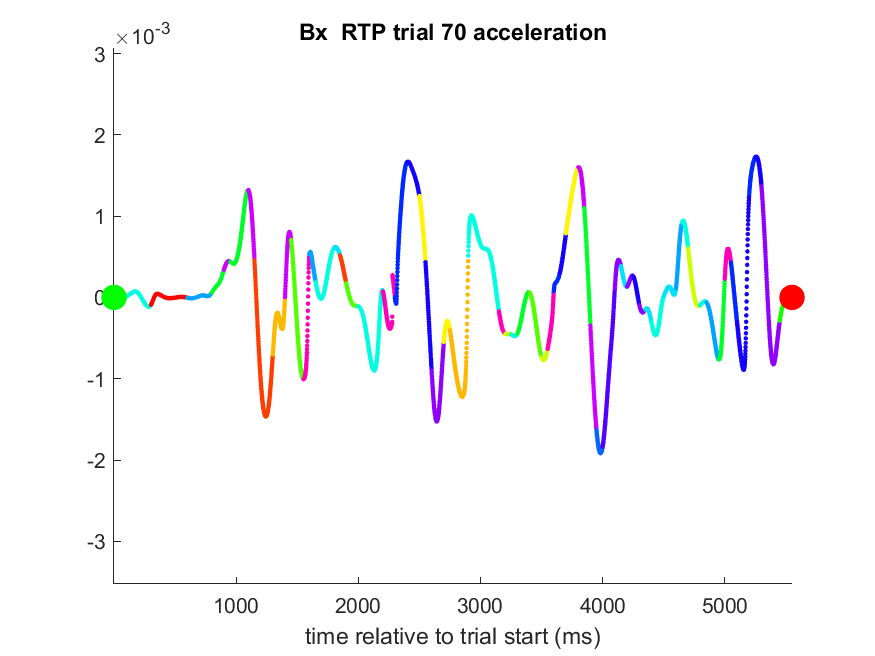 Bx  RTP trial 70 acceleration
×10-3
3
2
1
0
-1
-2
-3
1000 2000 3000 4000 5000
time relative to trial start (ms)